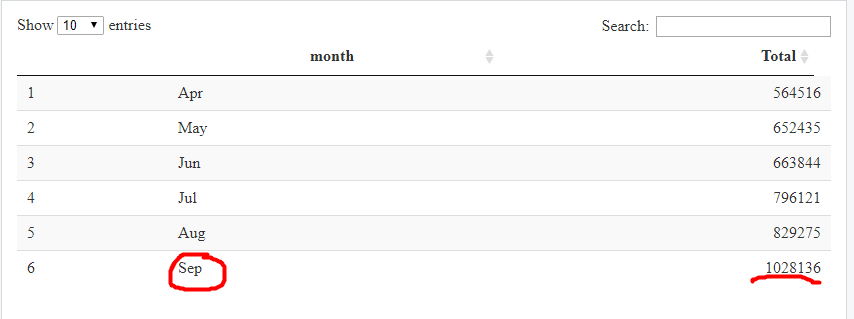 Show 10 entries Search:
month Total
1 Apr 564516
2 May 652435
3 Jun 663844
4 Jul 796121
5 Aug 829275
6 Sep 1028136